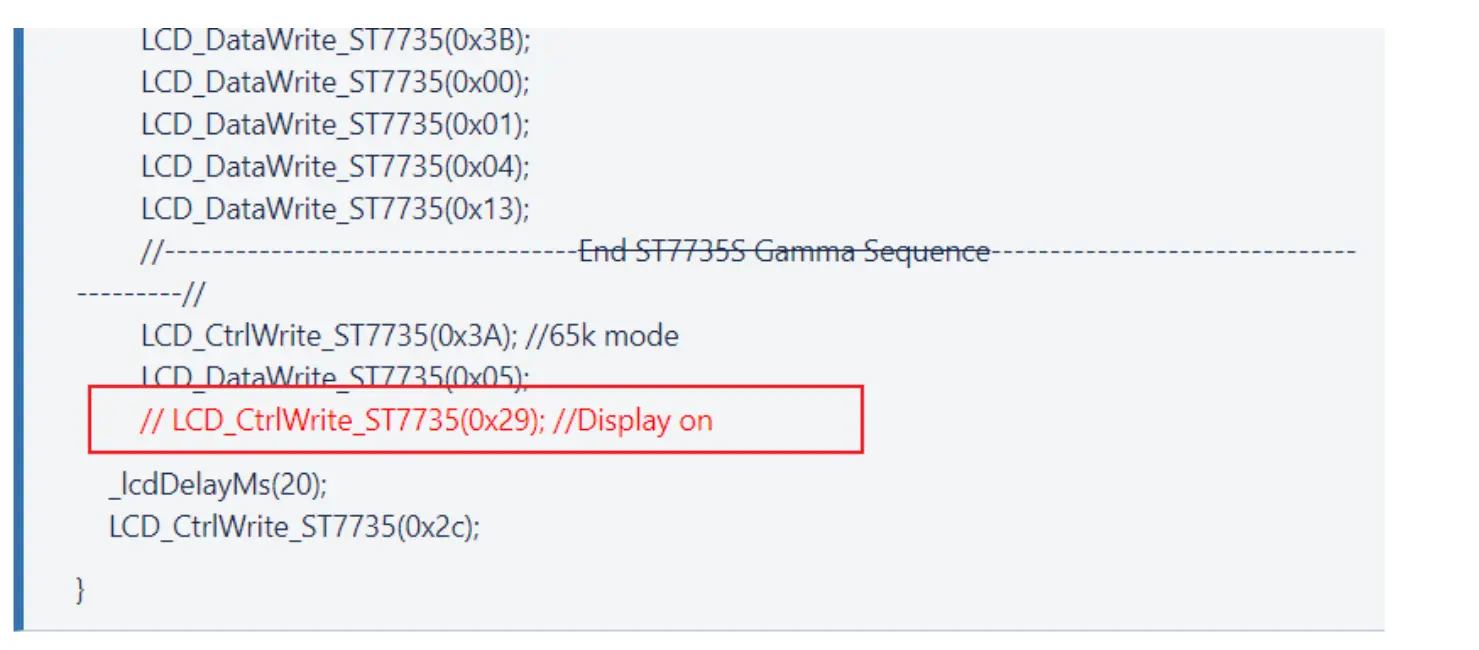 LCD_DataWrite_ST7735(0x3B);
LCD_DataWrite_ST7735(0x00);
LCD_DataWrite_ST7735(0x01);
LCD_DataWrite_ST7735(0x04);
LCD_DataWrite_ST7735(0x13);
//-----------------------------------End ST7735S Gamma Sequence-------------------------------
---------//
LCD_CtrlWrite_ST7735(0x3A); //65k mode
LCD_DataWrite_ST7735(0x05);
// LCD_CtrlWrite_ST7735(0x29); //Display on
_lcdDelayMs(20);
LCD_CtrlWrite_ST7735(0x2c);
}